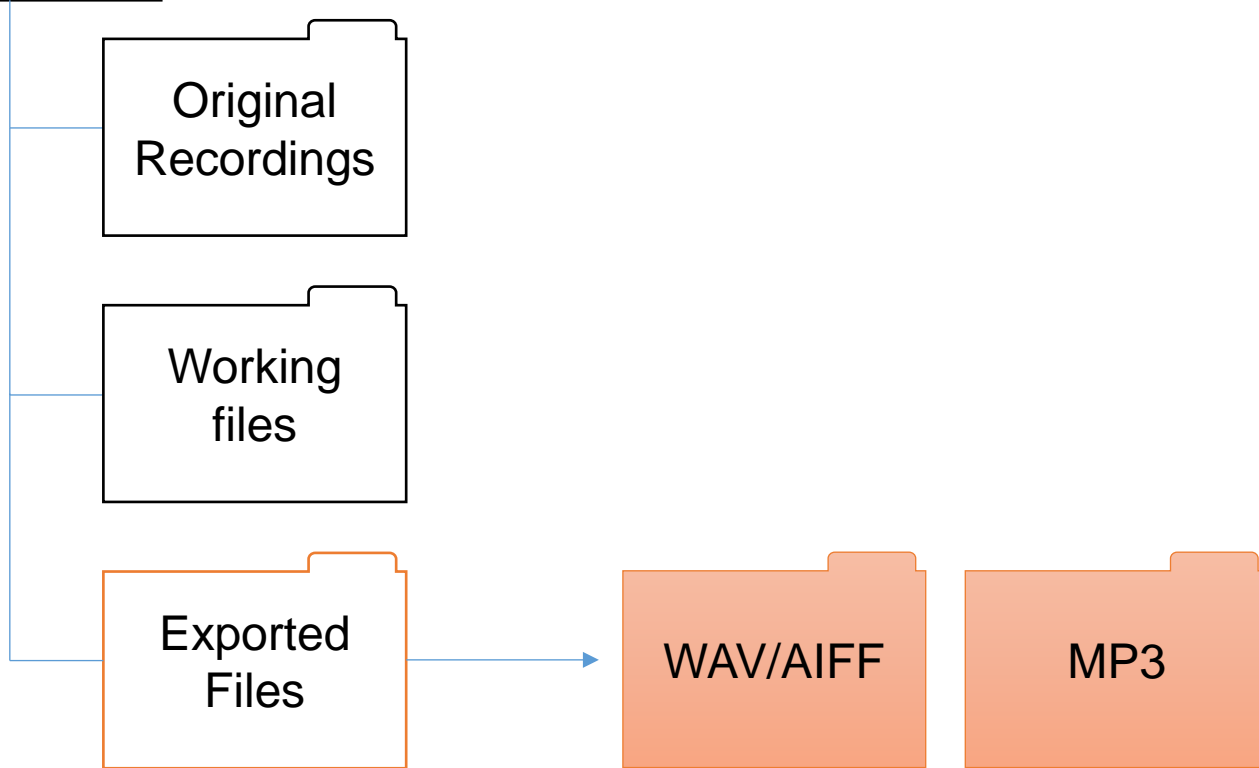 Original
Recordings
Working
files
Exported
Files
WAV/AIFF
MP3